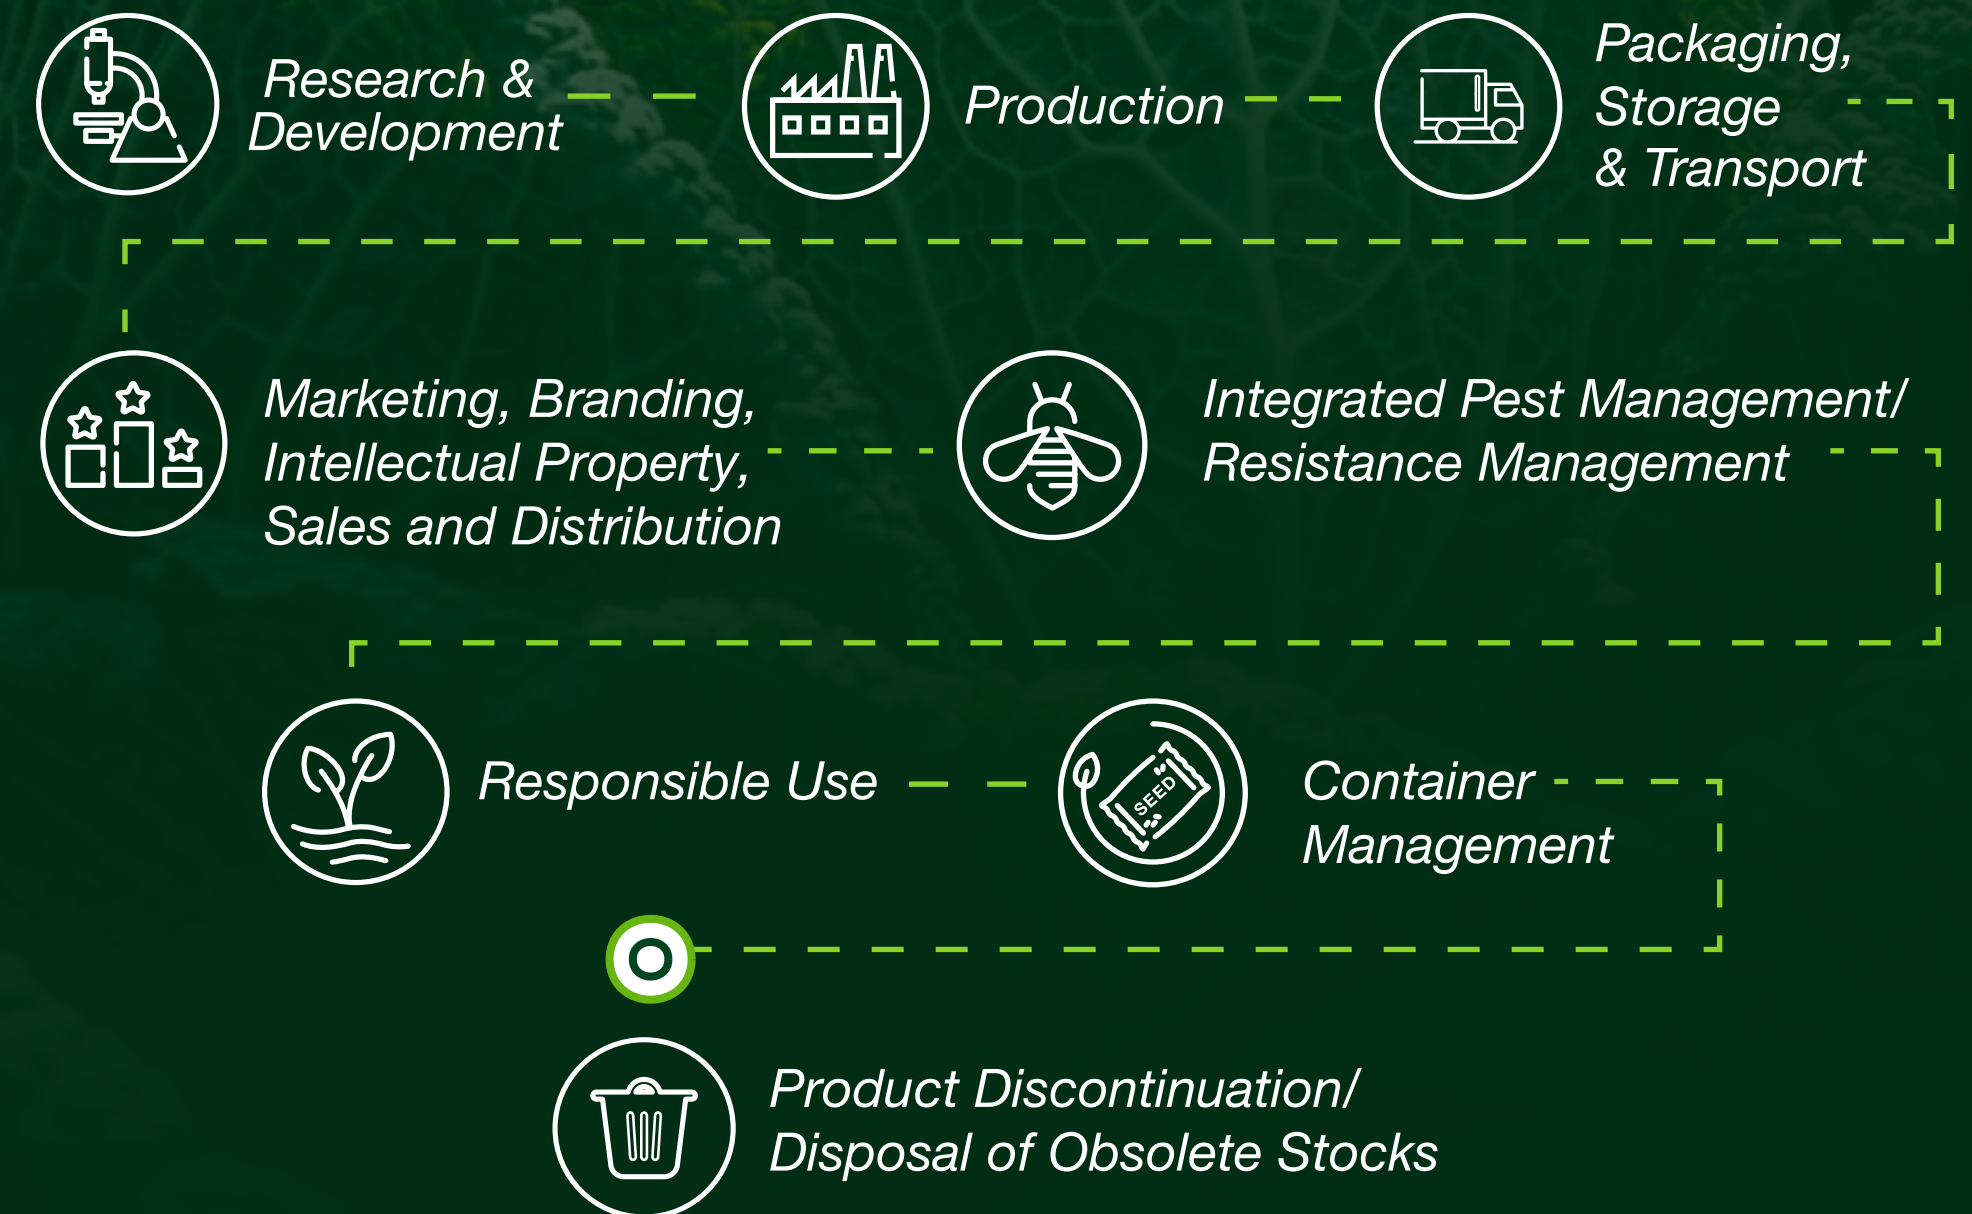 Research &
Development
Production
Packaging,
Storage
& Transport
Marketing, Branding,
Intellectual Property,
Sales and Distribution
Integrated Pest Management/
Resistance Management
Responsible Use
SEED
Container
Management
Product Discontinuation/
Disposal of Obsolete Stocks